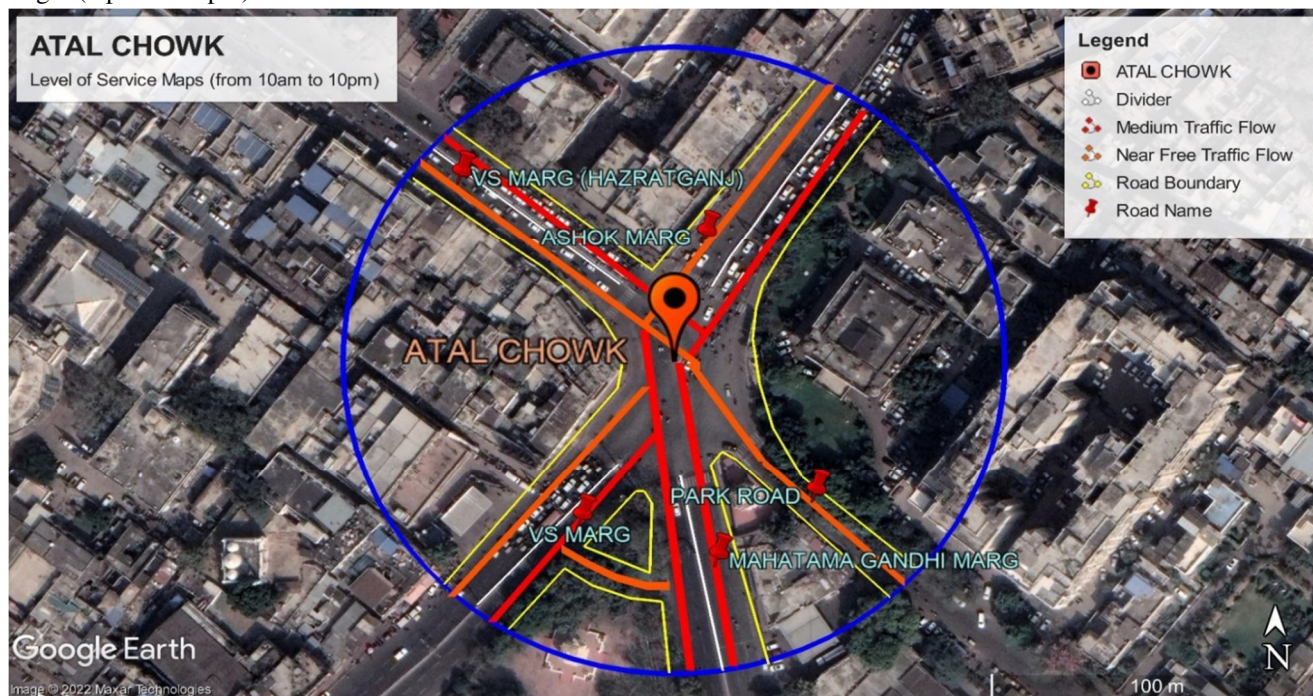 ATAL CHOWK
Level of Service Maps (from 10am to 10pm)
Legend
ATAL CHOWK
Divider
Medium Traffic Flow
Near Free Traffic Flow
Road Boundary
Road Name
VS MARG (HAZRATGANJ)
ASHOK MARG
ATAL CHOWK
PARK ROAD
VS MARG
MAHATAMA GANDHI MARG
Google Earth
Image © 2022 Maxar Technologies
100 m
N